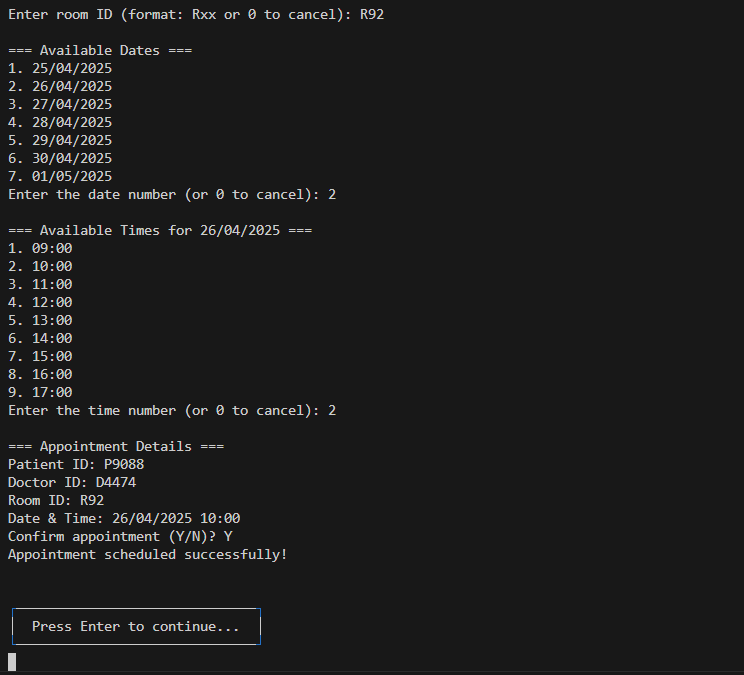 Enter room ID (format: Rxx or 0 to cancel): R92
=== Available Dates ===
1. 25/04/2025
2. 26/04/2025
3. 27/04/2025
4. 28/04/2025
5. 29/04/2025
6. 30/04/2025
7. 01/05/2025
Enter the date number (or 0 to cancel): 2
=== Available Times for 26/04/2025 ===
1. 09:00
2. 10:00
3. 11:00
4. 12:00
5. 13:00
6. 14:00
7. 15:00
8. 16:00
9. 17:00
Enter the time number (or 0 to cancel): 2
=== Appointment Details ===
Patient ID: P9088
Doctor ID: D4474
Room ID: R92
Date & Time: 26/04/2025 10:00
Confirm appointment (Y/N)? Y
Appointment scheduled successfully!
Press Enter to continue...